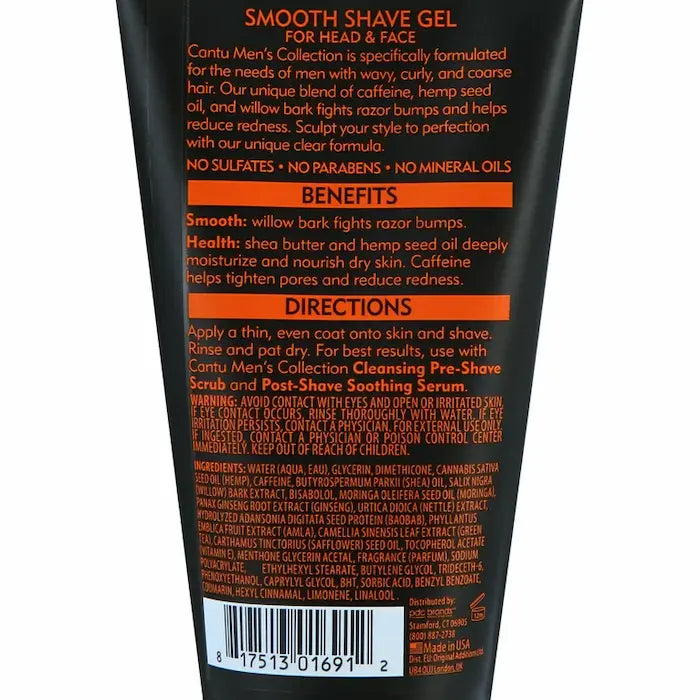 SMOOTH SHAVE GEL
FOR HEAD & FACE
Cantu Men's Collection is specifically formulated
for the needs of men with wavy, curly, and coarse
hair. Our unique blend of caffeine, hemp seed
oil, and willow bark fights razor bumps and helps
reduce redness. Sculpt your style to perfection
with our unique clear formula.
NO SULFATES • NO PARABENS • NO MINERAL OILS
BENEFITS
Smooth: willow bark fights razor bumps.
Health: shea butter and hemp seed oil deeply
moisturize and nourish dry skin. Caffeine
helps tighten pores and reduce redness.
DIRECTIONS
Apply a thin, even coat onto skin and shave.
Rinse and pat dry. For best results, use with
Cantu Men's Collection Cleansing Pre-Shave
Scrub and Post-Shave Soothing Serum.
WARNING: AVOID CONTACT WITH EYES AND OPEN OR IRRITATED SKIN.
IF EYE CONTACT OCCURS, RINSE THOROUGHLY WITH WATER. IF EYE
IRRITATION PERSISTS, CONTACT A PHYSICIAN. FOR EXTERNAL USE ONLY.
IF INGESTED, CONTACT A PHYSICIAN OR POISON CONTROL CENTER
IMMEDIATELY. KEEP OUT OF REACH OF CHILDREN.
INGREDIENTS: WATER (AQUA, EAU), GLYCERIN, DIMETHICONE, CANNABIS SATIVA
SEED OIL (HEMP), CAFFEINE, BUTYROSPERMUM PARKII (SHEA) OIL, SALIX NIGRA
(WILLOW) BARK EXTRACT, BISABOLOL, MORINGA OLEIFERA SEED OIL (MORINGA),
PANAX GINSENG ROOT EXTRACT (GINSENG), URTICA DIOICA (NETTLE) EXTRACT,
HYDROLYZED ADANSONIA DIGITATA SEED PROTEIN (BAOBAB), PHYLLANTUS
EMBLICA FRUIT EXTRACT (AMLA), CAMELLIA SINENSIS LEAF EXTRACT (GREEN
TEA), CARTHAMUS TINCTORIUS (SAFFLOWER) SEED OIL, TOCOPHEROL ACETATE
(VITAMIN E), MENTHONE GLYCERIN ACETAL, FRAGRANCE (PARFUM), SODIUM
POLYACRYLATE, ETHYLHEXYL STEARATE, BUTYLENE GLYCOL, TRIDECETH-6,
PHENOXYETHANOL, CAPRYLYL GLYCOL, BHT, SORBIC ACID, BENZYL BENZOATE,
COUMARIN, HEXYL CINNAMAL, LIMONENE, LINALOOL.
Distributed by:
pdc brands
Stamford, CT 06905
(800) 887-2738
Made in USA
Dist. EU: Original Additions Ltd.
UB4 0UJ London, UK
12M
8 17513 01691 2